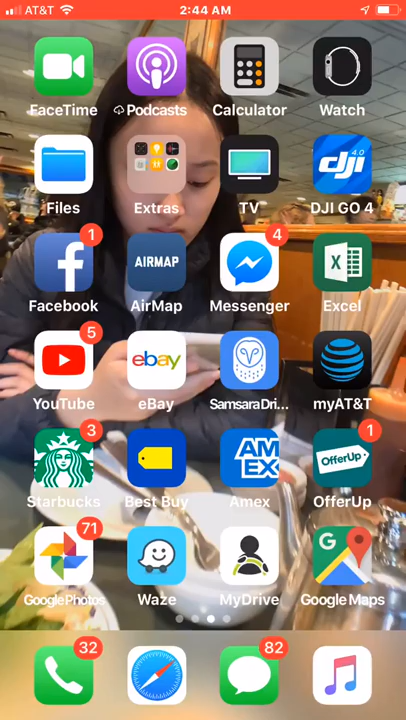 AT&T 2:44 AM
FaceTime Podcasts Calculator Watch
4.0
dji
Files Extras TV DJI GO 4
1 4
AIRMAP
Facebook AirMap Messenger Excel
5
ebay
YouTube eBay SamsaraDri... myAT&T
3 1
AM
EX
OfferUp
Starbucks Best Buy Amex OfferUp
71
G
Google Photos Waze MyDrive Google Maps
32 82